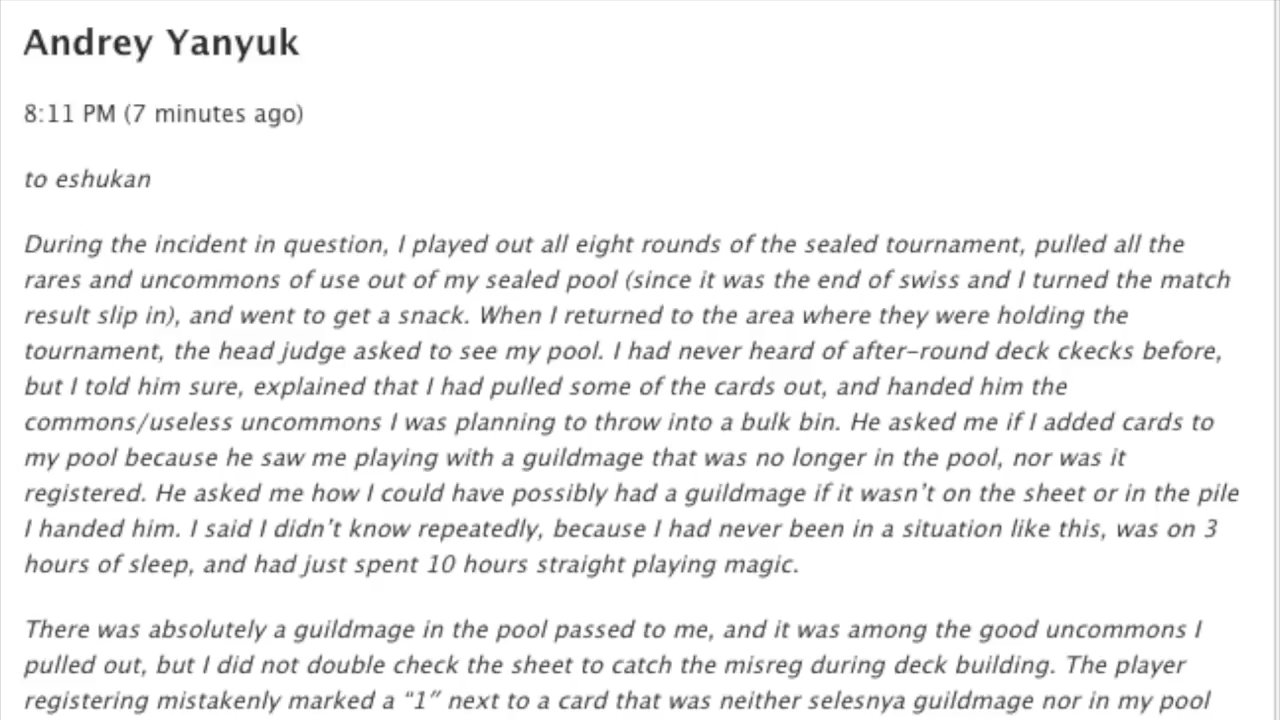 Andrey Yanyuk
8:11 PM (7 minutes ago)
to eshukan
During the incident in question, I played out all eight rounds of the sealed tournament, pulled all the
rares and uncommons of use out of my sealed pool (since it was the end of swiss and I turned the match
result slip in), and went to get a snack. When I returned to the area where they were holding the
tournament, the head judge asked to see my pool. I had never heard of after-round deck ckecks before,
but I told him sure, explained that I had pulled some of the cards out, and handed him the
commons/useless uncommons I was planning to throw into a bulk bin. He asked me if I added cards to
my pool because he saw me playing with a guildmage that was no longer in the pool, nor was it
registered. He asked me how I could have possibly had a guildmage if it wasn't on the sheet or in the pile
I handed him. I said I didn't know repeatedly, because I had never been in a situation like this, was on 3
hours of sleep, and had just spent 10 hours straight playing magic.
There was absolutely a guildmage in the pool passed to me, and it was among the good uncommons I
pulled out, but I did not double check the sheet to catch the misreg during deck building. The player
registering mistakenly marked a “1” next to a card that was neither selesnya guildmage nor in my pool